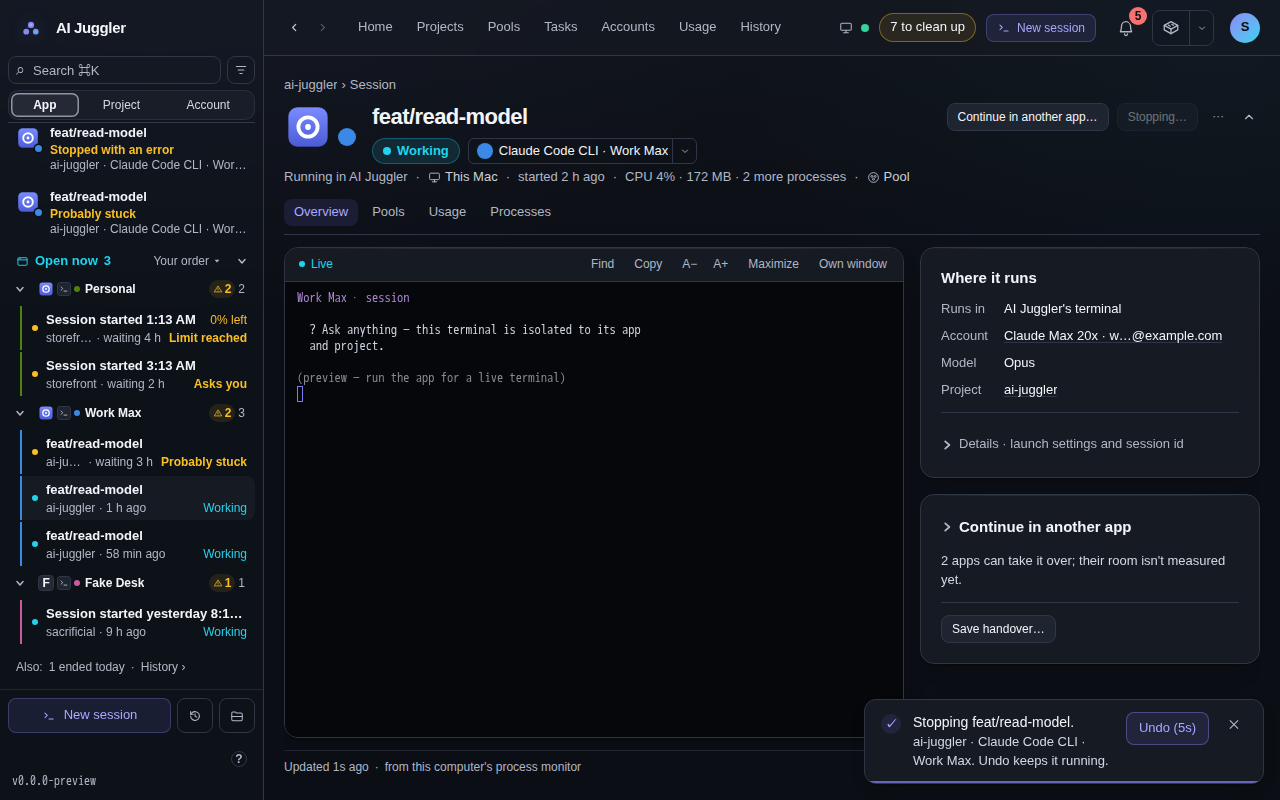 AI Juggler
Search ⌘K
App Project Account
feat/read-model
Stopped with an error
ai-juggler · Claude Code CLI · Wor…
feat/read-model
Probably stuck
ai-juggler · Claude Code CLI · Wor…
Open now 3 Your order
Personal 2 2
Session started 1:13 AM 0% left
storefr… · waiting 4 h Limit reached
Session started 3:13 AM
storefront · waiting 2 h Asks you
Work Max 2 3
feat/read-model
ai-ju… · waiting 3 h Probably stuck
feat/read-model
ai-juggler · 1 h ago Working
feat/read-model
ai-juggler · 58 min ago Working
F Fake Desk 1 1
Session started yesterday 8:1…
sacrificial · 9 h ago Working
Also: 1 ended today · History ›
New session
?
v0.0.0-preview
Home Projects Pools Tasks Accounts Usage History
7 to clean up
New session
5
S
ai-juggler › Session
feat/read-model
Continue in another app… Stopping… ···
Working Claude Code CLI · Work Max
Running in AI Juggler · This Mac · started 2 h ago · CPU 4% · 172 MB · 2 more processes · Pool
Overview Pools Usage Processes
Live Find Copy A− A+ Maximize Own window
Work Max · session
? Ask anything — this terminal is isolated to its app
and project.
(preview — run the app for a live terminal)
Where it runs
Runs in AI Juggler's terminal
Account Claude Max 20x · w…@example.com
Model Opus
Project ai-juggler
Details · launch settings and session id
Continue in another app
2 apps can take it over; their room isn't measured
yet.
Save handover…
Updated 1s ago · from this computer's process monitor
Stopping feat/read-model.
ai-juggler · Claude Code CLI ·
Work Max. Undo keeps it running.
Undo (5s)